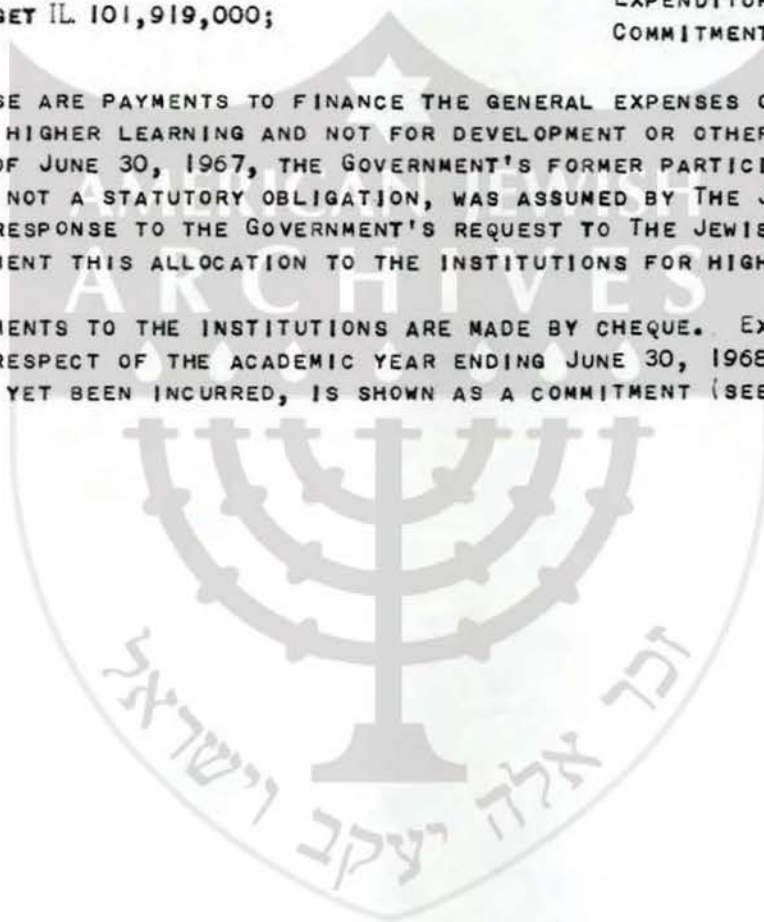 GET IL 101,919,000;
EXPENDITUR
COMMITMENT
SE ARE PAYMENTS TO FINANCE THE GENERAL EXPENSES O
HIGHER LEARNING AND NOT FOR DEVELOPMENT OR OTHER
OF JUNE 30, 1967, THE GOVERNMENT'S FORMER PARTICI
NOT A STATUTORY OBLIGATION, WAS ASSUMED BY THE J
RESPONSE TO THE GOVERNMENT'S REQUEST TO THE JEWIS
MENT THIS ALLOCATION TO THE INSTITUTIONS FOR HIGH
MENTS TO THE INSTITUTIONS ARE MADE BY CHEQUE. EX
RESPECT OF THE ACADEMIC YEAR ENDING JUNE 30, 1968
YET BEEN INCURRED, IS SHOWN AS A COMMITMENT (SEE
AMERICAN JEWISH
ARCHIVES
זכר אלה יעקב וישראל